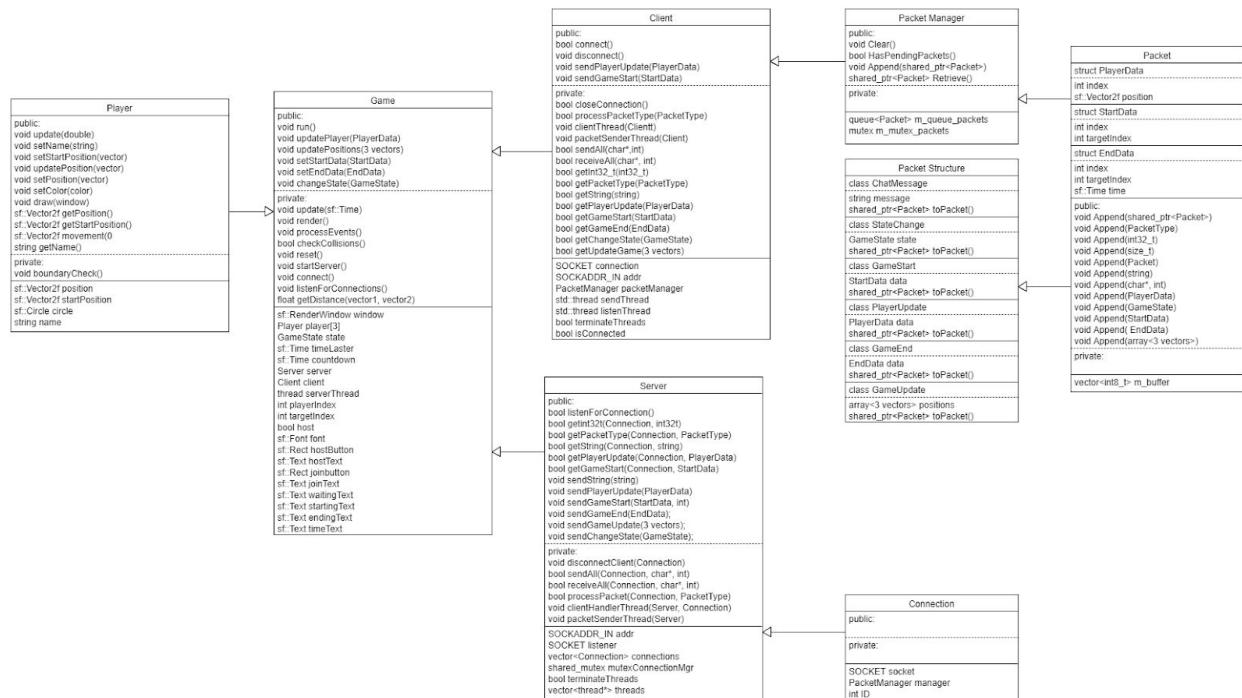 Player
public:
void update(double)
void setName(string)
void setStartPosition(vector)
void updatePosition(vector)
void setPosition(vector)
void setColor(color)
void draw(window)
sf::Vector2f getPosition()
sf::Vector2f getStartPosition()
sf::Vector2f movement(0
string getName()
private:
void boundaryCheck()
sf::Vector2f position
sf::Vector2f startPosition
sf::Circle circle
string name
Game
public:
void run()
void updatePlayer(PlayerData)
void updatePositions(3 vectors)
void setStartData(StartData)
void setEndData(EndData)
void changeState(GameState)
private:
void update(sf::Time)
void render()
void processEvents()
bool checkCollisions()
void reset()
void startServer()
void connect()
void listenForConnections()
float getDistance(vector1, vector2)
sf::RenderWindow window
Player player[3]
GameState state
sf::Time timeLaster
sf::Time countdown
Server server
Client client
thread serverThread
int playerIndex
int targetIndex
bool host
sf::Font font
sf::Rect hostButton
sf::Text hostText
sf::Rect joinbutton
sf::Text joinText
sf::Text waitingText
sf::Text startingText
sf::Text endingText
sf::Text timeText
Client
public:
bool connect()
void disconnect()
void sendPlayerUpdate(PlayerData)
void sendGameStart(StartData)
private:
bool closeConnection()
bool processPacketType(PacketType)
void clientThread(Clientt)
void packetSenderThread(Client)
bool sendAll(char*,int)
bool receiveAll(char*, int)
bool getInt32_t(int32_t)
bool getPacketType(PacketType)
bool getString(string)
bool getPlayerUpdate(PlayerData)
bool getGameStart(StartData)
bool getGameEnd(EndData)
bool getChangeState(GameState)
bool getUpdateGame(3 vectors)
SOCKET connection
SOCKADDR_IN addr
PacketManager packetManager
std::thread sendThread
std::thread listenThread
bool terminateThreads
bool isConnected
Server
public:
bool listenForConnection()
bool getint32t(Connection, int32t)
bool getPacketType(Connection, PacketType)
bool getString(Connection, string)
bool getPlayerUpdate(Connection, PlayerData)
bool getGameStart(Connection, StartData)
void sendString(string)
void sendPlayerUpdate(PlayerData)
void sendGameStart(StartData, int)
void sendGameEnd(EndData);
void sendGameUpdate(3 vectors);
void sendChangeState(GameState);
private:
void disconnectClient(Connection)
bool sendAll(Connection, char*, int)
bool receiveAll(Connection, char*, int)
bool processPacket(Connection, PacketType)
void clientHandlerThread(Server, Connection)
void packetSenderThread(Server)
SOCKADDR_IN addr
SOCKET listener
vector<Connection> connections
shared_mutex mutexConnectionMgr
bool terminateThreads
vector<thread*> threads
Packet Manager
public:
void Clear()
bool HasPendingPackets()
void Append(shared_ptr<Packet>)
shared_ptr<Packet> Retrieve()
private:
queue<Packet> m_queue_packets
mutex m_mutex_packets
Packet Structure
class ChatMessage
string message
shared_ptr<Packet> toPacket()
class StateChange
GameState state
shared_ptr<Packet> toPacket()
class GameStart
StartData data
shared_ptr<Packet> toPacket()
class PlayerUpdate
PlayerData data
shared_ptr<Packet> toPacket()
class GameEnd
EndData data
shared_ptr<Packet> toPacket()
class GameUpdate
array<3 vectors> positions
shared_ptr<Packet> toPacket()
Connection
public:
private:
SOCKET socket
PacketManager manager
int ID
Packet
struct PlayerData
int index
sf::Vector2f position
struct StartData
int index
int targetIndex
struct EndData
int index
int targetIndex
sf::Time time
public:
void Append(shared_ptr<Packet>)
void Append(PacketType)
void Append(int32_t)
void Append(size_t)
void Append(Packet)
void Append(string)
void Append(char*, int)
void Append(PlayerData)
void Append(GameState)
void Append(StartData)
void Append( EndData)
void Append(array<3 vectors>)
private:
vector<int8_t> m_buffer